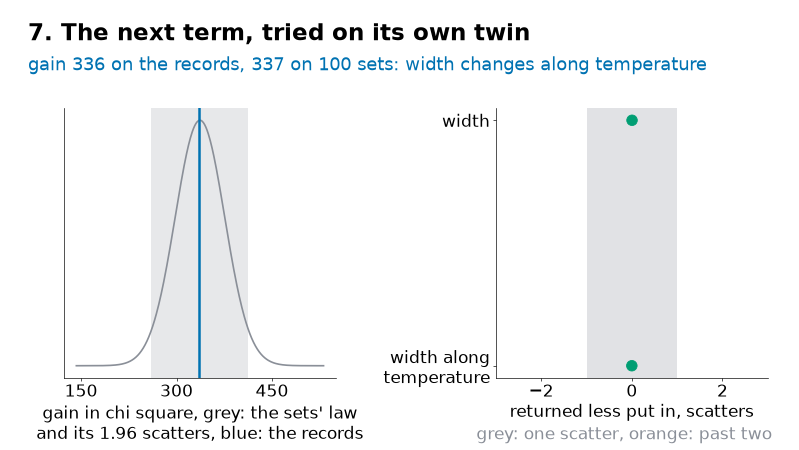 7. The next term, tried on its own twin
gain 336 on the records, 337 on 100 sets: width changes along temperature
width
width along
temperature
150
300
450
gain in chi square, grey: the sets' law
and its 1.96 scatters, blue: the records
−2
0
2
returned less put in, scatters
grey: one scatter, orange: past two